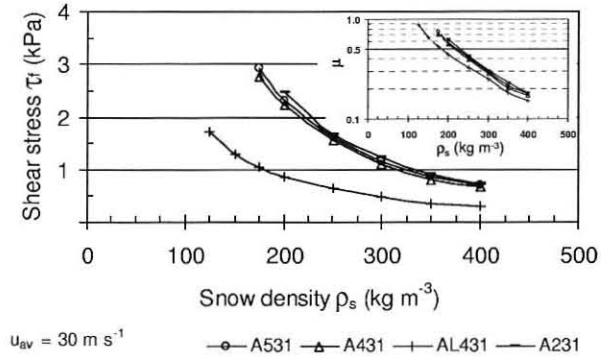 Shear stress τf (kPa)
4
3
2
1
0
0 100 200 300 400 500
Snow density ρs (kg m-3)
μ
1.0
0.5
0.1
0 100 200 300 400 500
ρs (kg m-3)
uav = 30 m s-1
A531 A431 AL431 A231